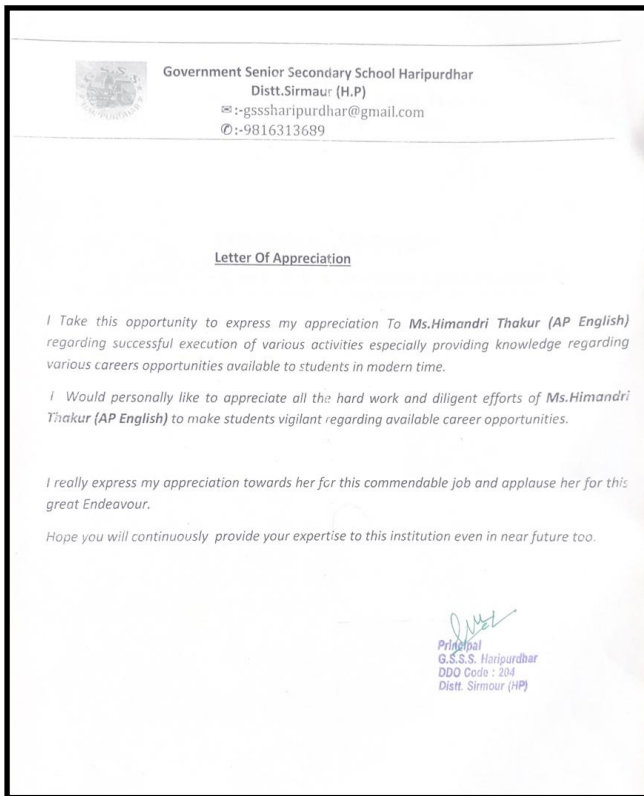 Government Senior Secondary School Haripurdhar
Distt.Sirmaur (H.P)
✉:-gsssharipurdhar@gmail.com
✆:-9816313689
Letter Of Appreciation
I Take this opportunity to express my appreciation To Ms.Himandri Thakur (AP English)
regarding successful execution of various activities especially providing knowledge regarding
various careers opportunities available to students in modern time.
I Would personally like to appreciate all the hard work and diligent efforts of Ms.Himandri
Thakur (AP English) to make students vigilant regarding available career opportunities.
I really express my appreciation towards her for this commendable job and applause her for this
great Endeavour.
Hope you will continuously provide your expertise to this institution even in near future too.
Principal
G.S.S.S. Haripurdhar
DDO Code : 204
Distt. Sirmour (HP)